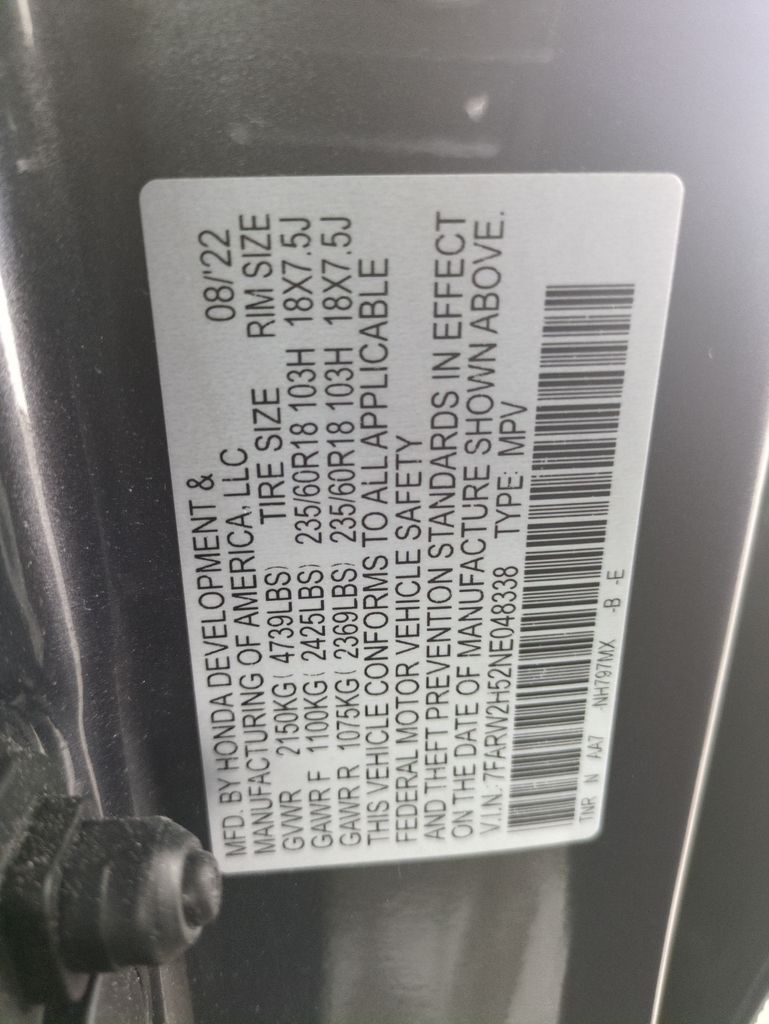 MFD. BY HONDA DEVELOPMENT &
MANUFACTURING OF AMERICA, LLC 08/'22
GVWR 2150KG( 4739LBS) TIRE SIZE RIM SIZE
GAWR F 1100KG( 2425LBS) 235/60R18 103H 18X7.5J
GAWR R 1075KG( 2369LBS) 235/60R18 103H 18X7.5J
THIS VEHICLE CONFORMS TO ALL APPLICABLE
FEDERAL MOTOR VEHICLE SAFETY
AND THEFT PREVENTION STANDARDS IN EFFECT
ON THE DATE OF MANUFACTURE SHOWN ABOVE.
V.I.N.: 7FARW2H52NE048338 TYPE: MPV
TNR N AA7 NH797MX -B -E